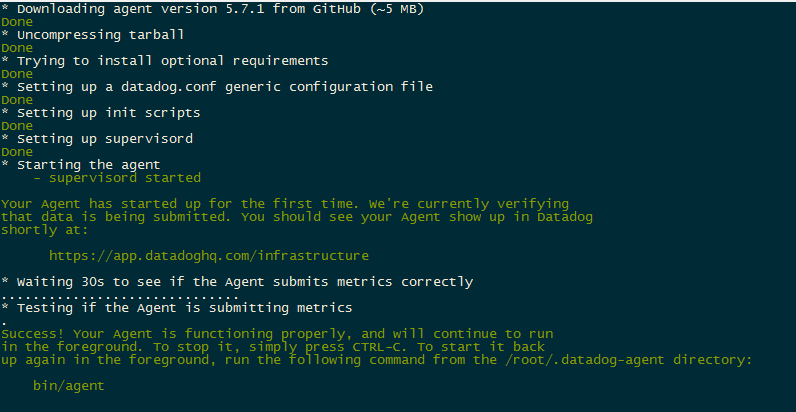 * Downloading agent version 5.7.1 from GitHub (~5 MB)
Done
* Uncompressing tarball
Done
* Trying to install optional requirements
Done
* Setting up a datadog.conf generic configuration file
Done
* Setting up init scripts
Done
* Setting up supervisord
Done
* Starting the agent
    - supervisord started
Your Agent has started up for the first time. We're currently verifying
that data is being submitted. You should see your Agent show up in Datadog
shortly at:
      https://app.datadoghq.com/infrastructure
* Waiting 30s to see if the Agent submits metrics correctly
..............................
* Testing if the Agent is submitting metrics
.
Success! Your Agent is functioning properly, and will continue to run
in the foreground. To stop it, simply press CTRL-C. To start it back
up again in the foreground, run the following command from the /root/.datadog-agent directory:
    bin/agent